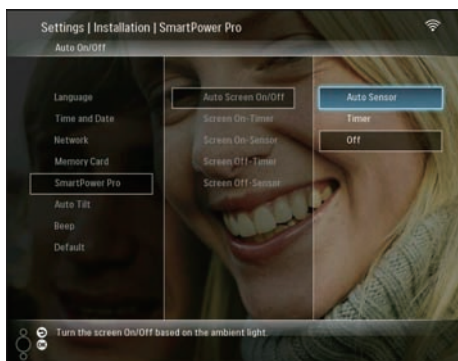 Settings | Installation | SmartPower Pro
Auto On/Off
Language
Time and Date
Network
Memory Card
SmartPower Pro
Auto Tilt
Beep
Default
Auto Screen On/Off
Screen On-Timer
Screen On-Sensor
Screen Off-Timer
Screen Off-Sensor
Auto Sensor
Timer
Off
Turn the screen On/Off based on the ambient light.
OK